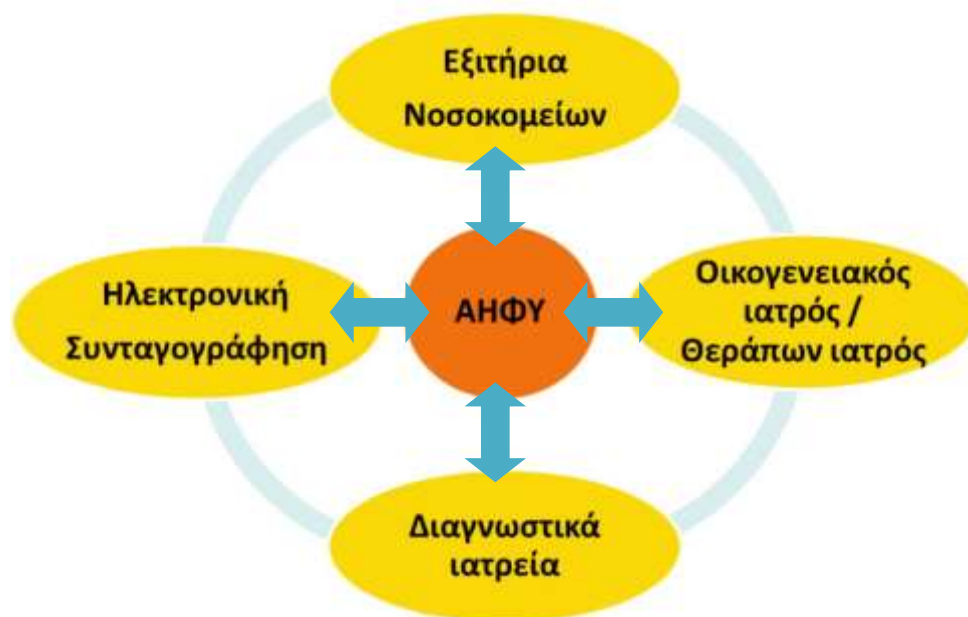 Εξιτήρια
Νοσοκομείων
Ηλεκτρονική
Συνταγογράφηση
ΑΗΦΥ
Οικογενειακός
ιατρός /
Θεράπων ιατρός
Διαγνωστικά
ιατρεία